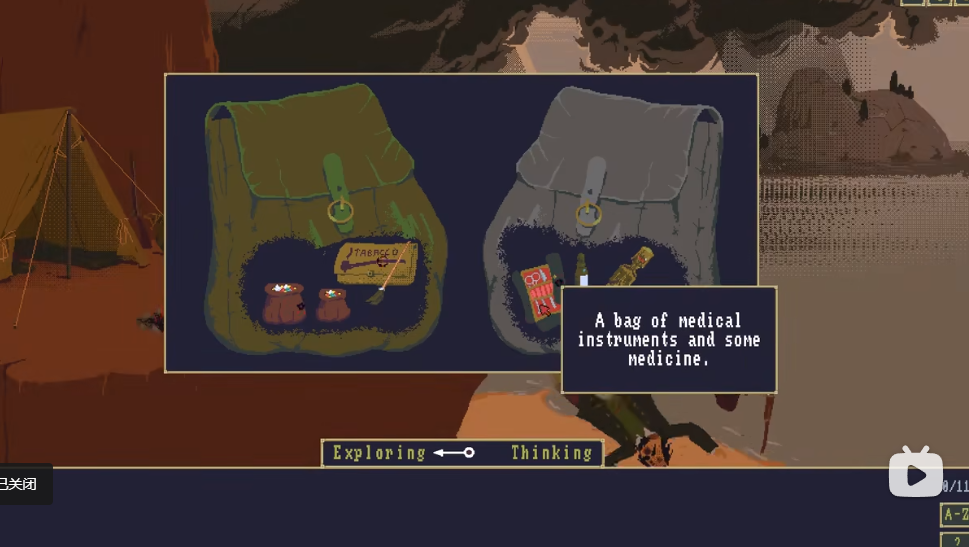 TABACCO
A bag of medical
instruments and some
medicine.
Exploring
Thinking
已关闭
0/11
A-Z
?